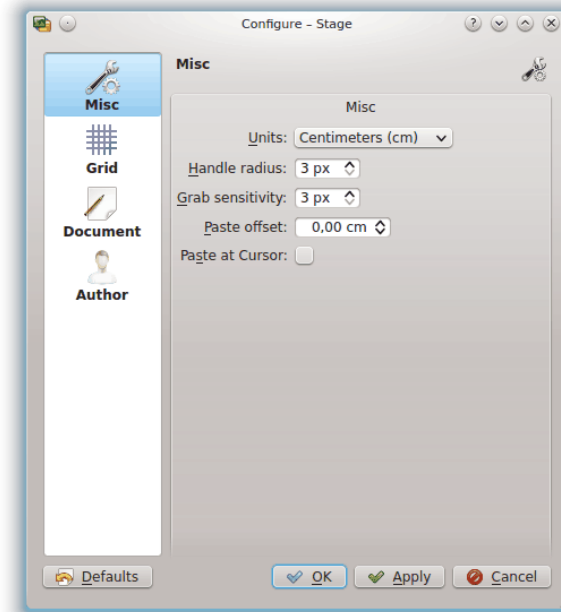 Configure – Stage
Misc
Grid
Document
Author
Misc
Misc
Units: Centimeters (cm)
Handle radius: 3 px
Grab sensitivity: 3 px
Paste offset: 0,00 cm
Paste at Cursor:
Defaults
OK
Apply
Cancel